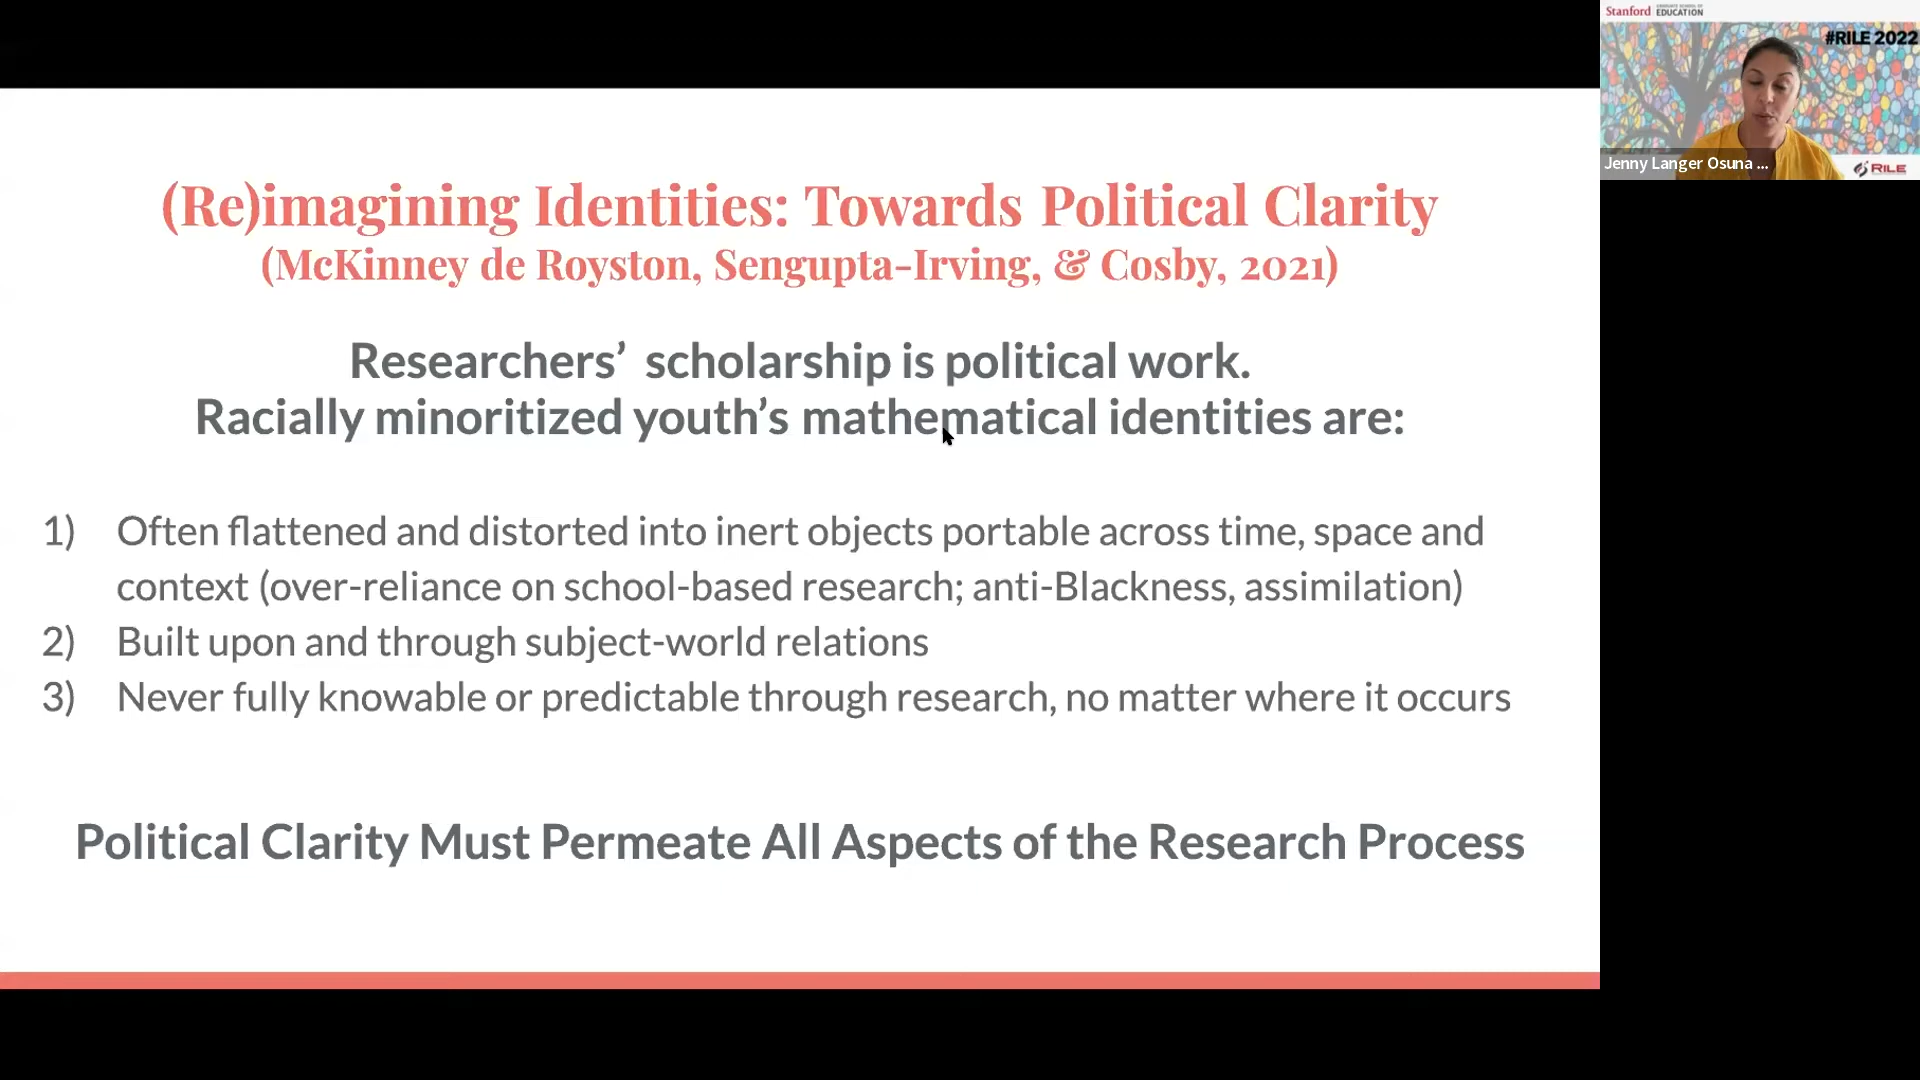 (Re)imagining Identities: Towards Political Clarity
(McKinney de Royston, Sengupta-Irving, & Cosby, 2021)
Researchers’ scholarship is political work.
Racially minoritized youth’s mathematical identities are:
1) Often flattened and distorted into inert objects portable across time, space and
context (over-reliance on school-based research; anti-Blackness, assimilation)
2) Built upon and through subject-world relations
3) Never fully knowable or predictable through research, no matter where it occurs
Political Clarity Must Permeate All Aspects of the Research Process
Stanford GRADUATE SCHOOL OF EDUCATION
#RILE 2022
Jenny Langer Osuna ...
RILE